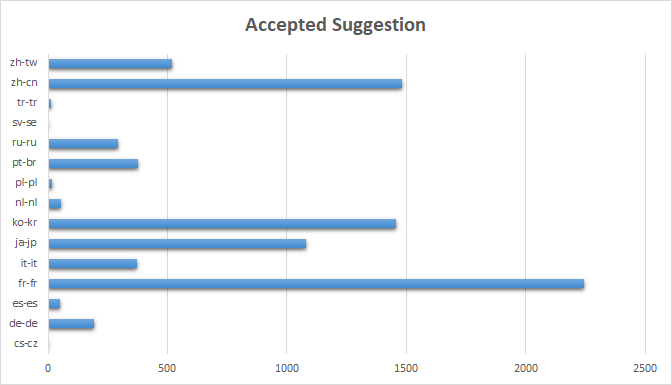 Accepted Suggestion
zh-tw
zh-cn
tr-tr
sv-se
ru-ru
pt-br
pl-pl
nl-nl
ko-kr
ja-jp
it-it
fr-fr
es-es
de-de
cs-cz
0 500 1000 1500 2000 2500